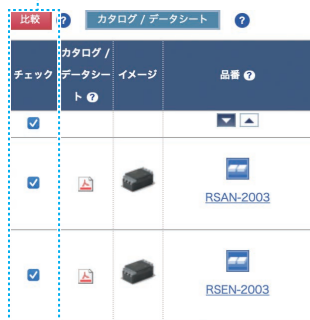 比較 ? カタログ / データシート ?
チェック カタログ / データシート ? イメージ 品番 ?
RSAN-2003
RSEN-2003